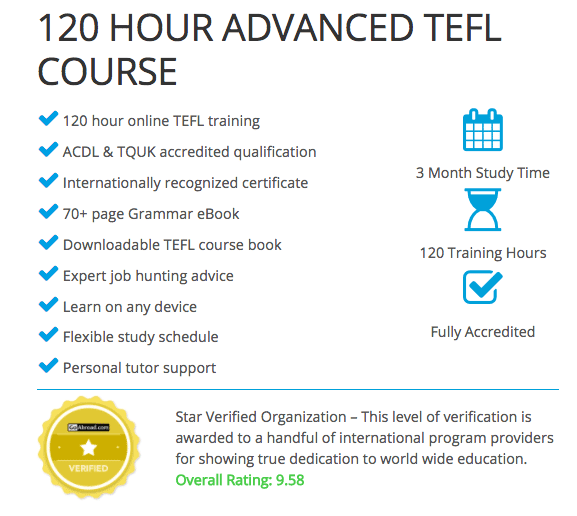 120 HOUR ADVANCED TEFL
COURSE
120 hour online TEFL training
ACDL & TQUK accredited qualification
Internationally recognized certificate
70+ page Grammar eBook
Downloadable TEFL course book
Expert job hunting advice
Learn on any device
Flexible study schedule
Personal tutor support
3 Month Study Time
120 Training Hours
Fully Accredited
GoAbroad.com
VERIFIED
Star Verified Organization – This level of verification is
awarded to a handful of international program providers
for showing true dedication to world wide education.
Overall Rating: 9.58